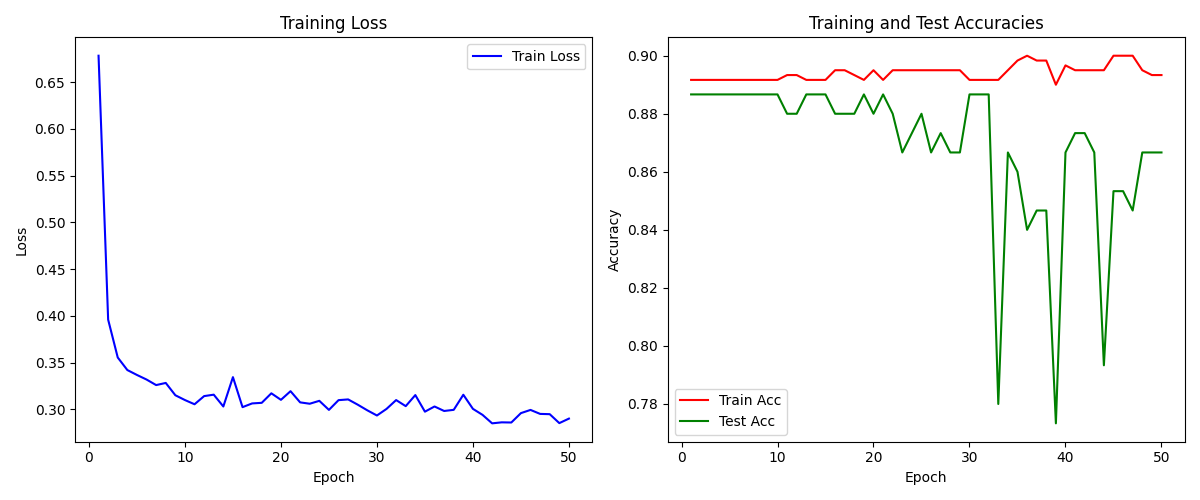 Training Loss
Train Loss
0.65
0.60
0.55
0.50
0.45
0.40
0.35
0.30
Loss
0 10 20 30 40 50
Epoch
Training and Test Accuracies
0.90
0.88
0.86
0.84
0.82
0.80
0.78
Accuracy
Train Acc
Test Acc
0 10 20 30 40 50
Epoch